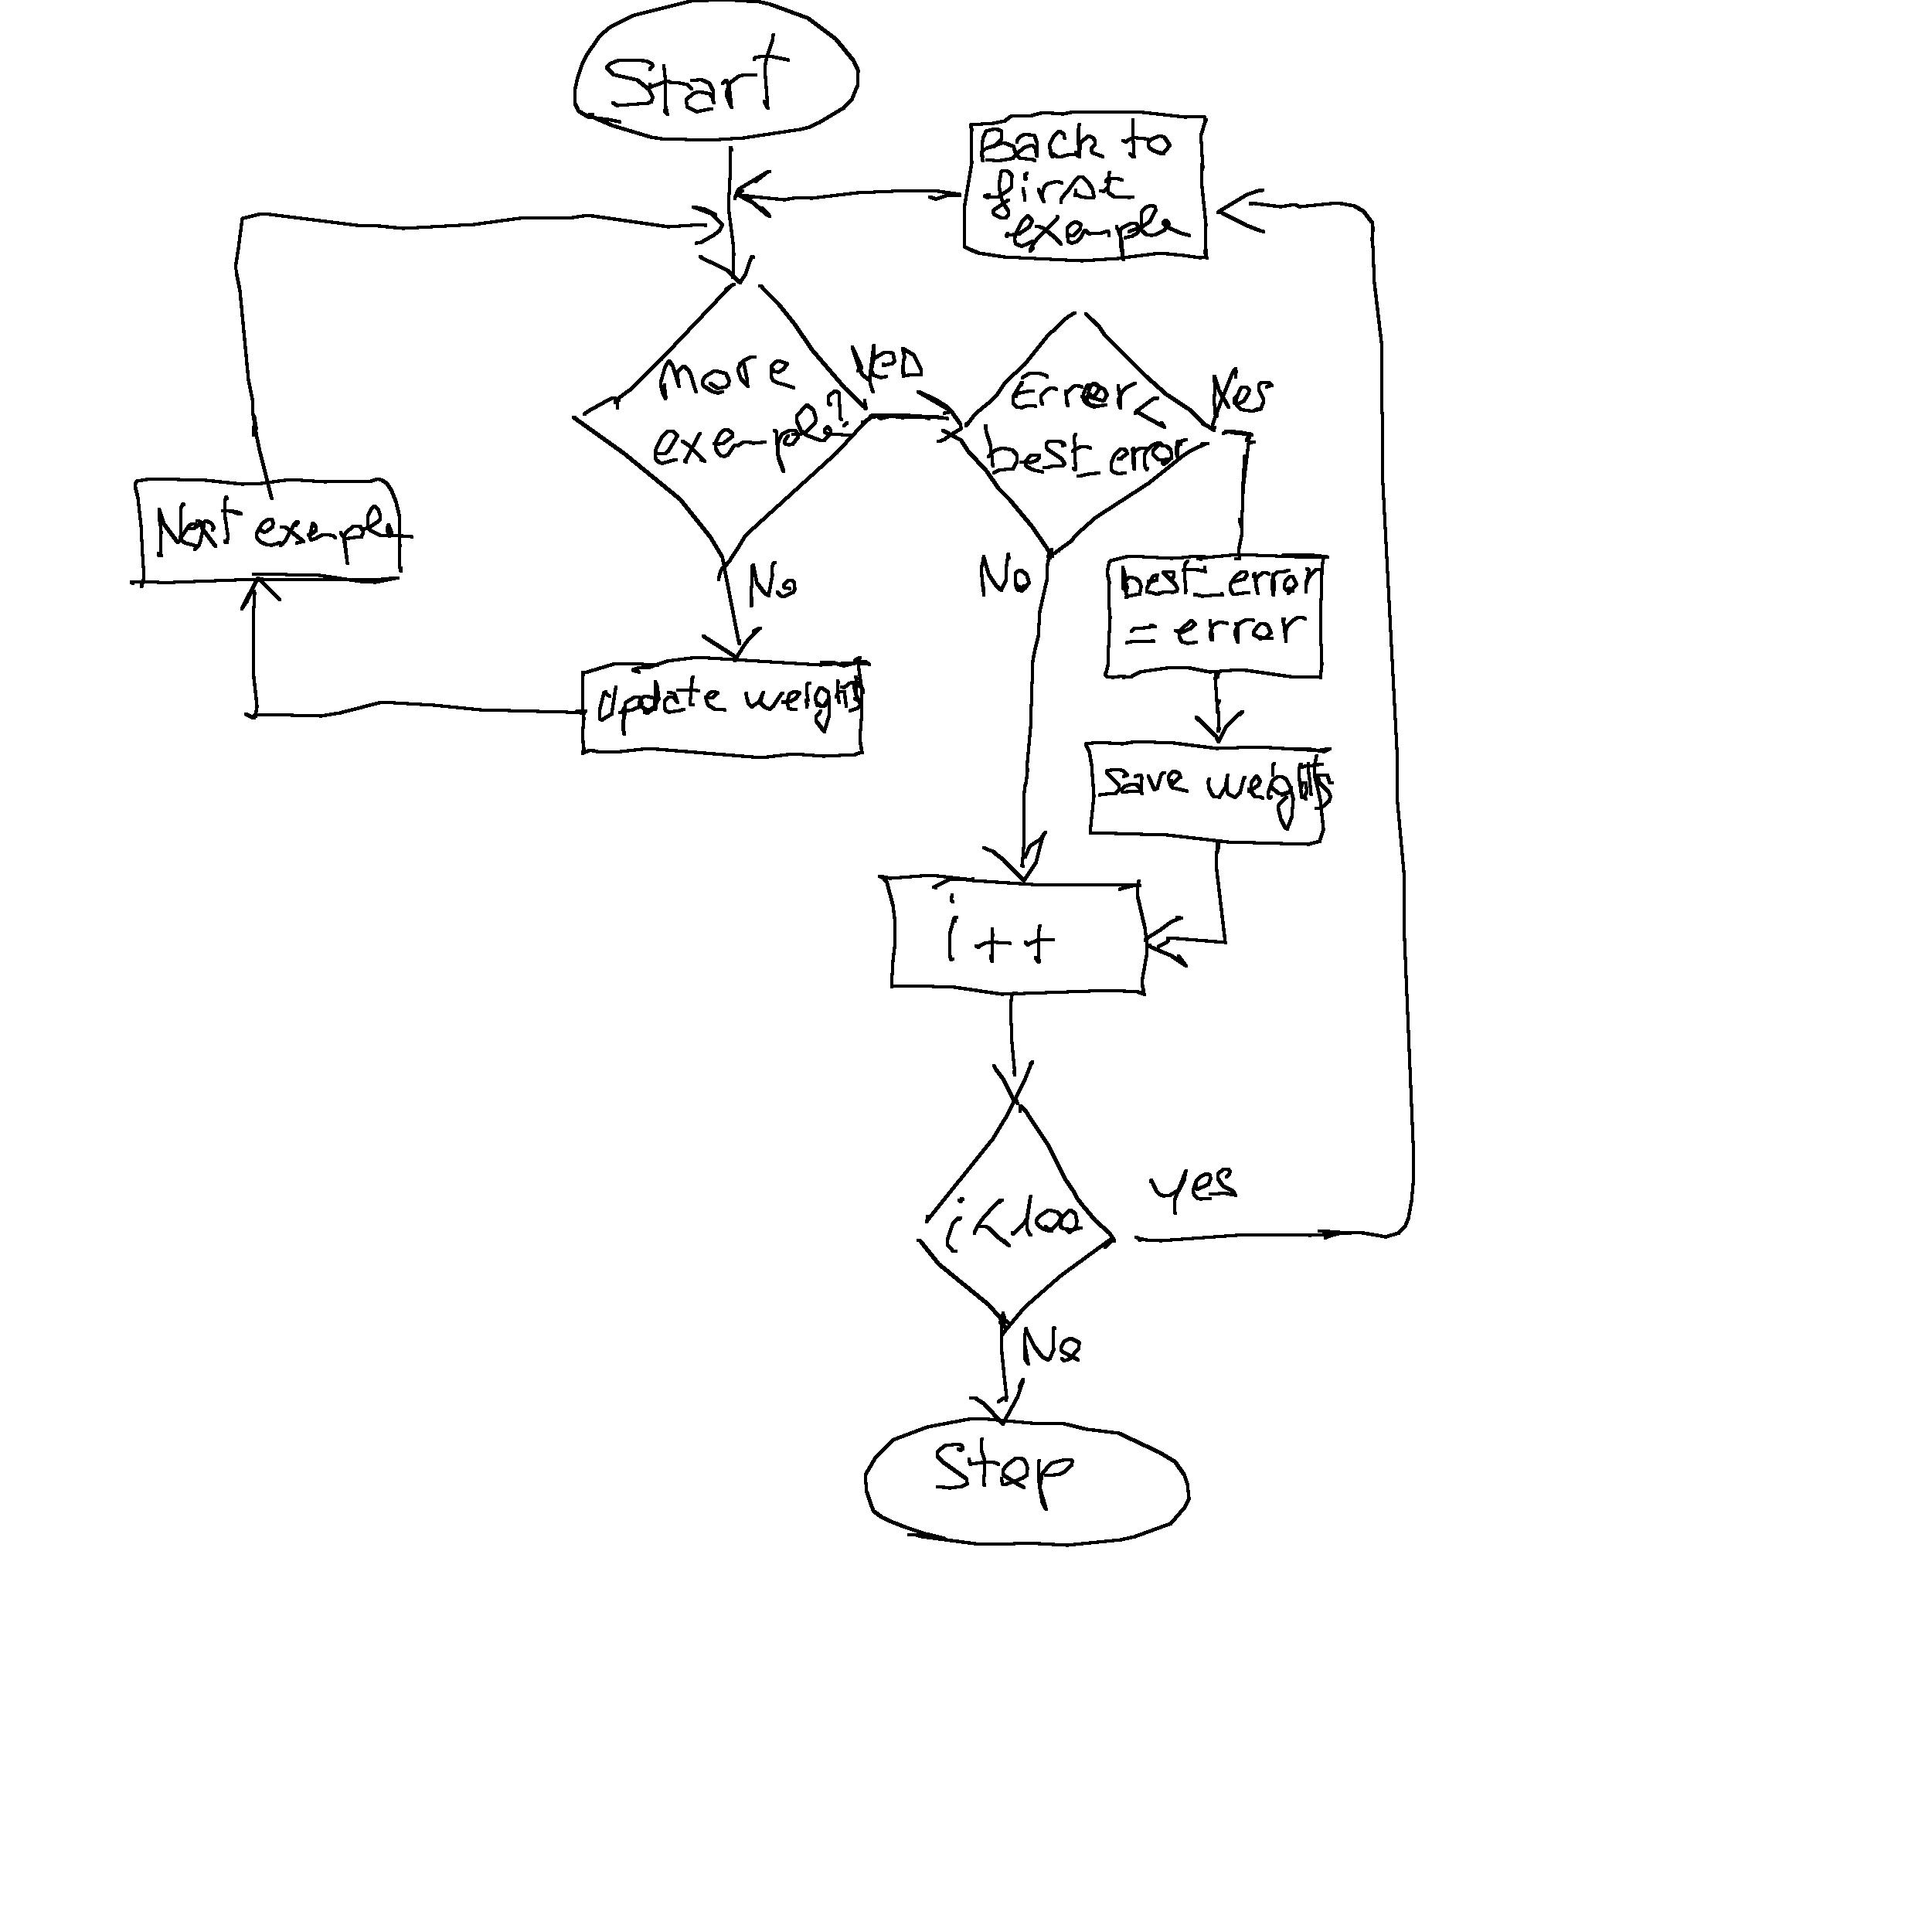 Start
Back to
first
exemple
More
exemple?
Yes
Error <
best_error
Yes
Next exemple
No
No
best_error
= error
Update weights
Save weights
i++
i<100
yes
No
Stop